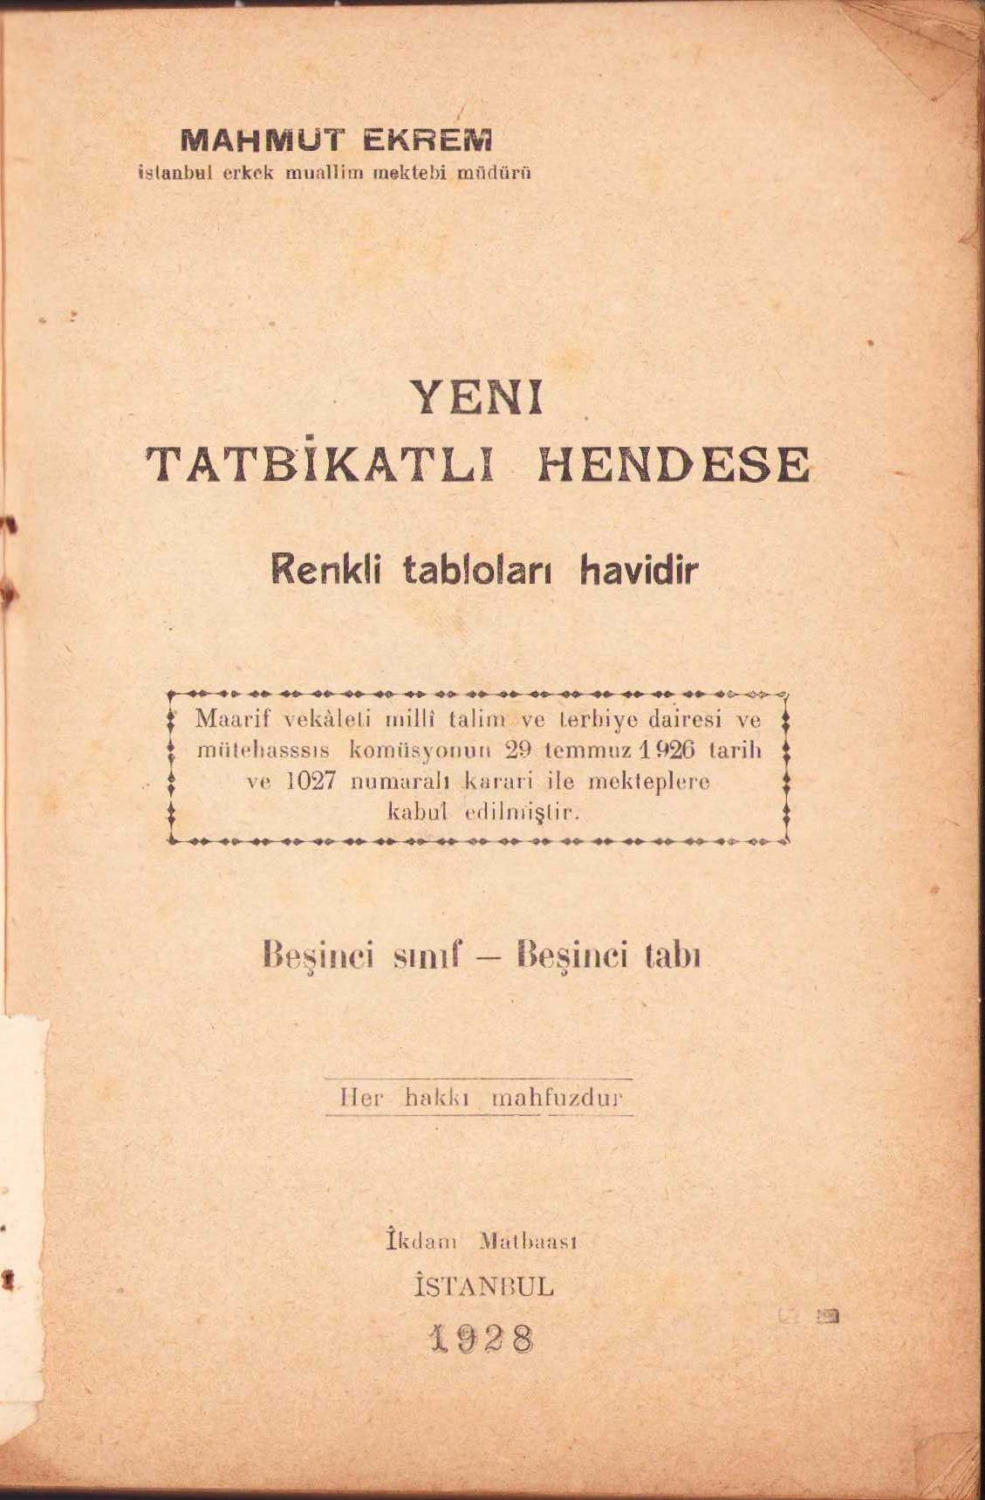 MAHMUT EKREM
istanbul erkek muallim mektebi müdürü
YENI
TATBİKATLI HENDESE
Renkli tabloları havidir
Maarif vekâleti millî talim ve terbiye dairesi ve
mütehasssıs komüsyonun 29 temmuz 1926 tarih
ve 1027 numaralı karari ile mekteplere
kabul edilmiştir.
Beşinci sınıf — Beşinci tabı
Her hakkı mahfuzdur
İkdam Matbaası
İSTANBUL
1928